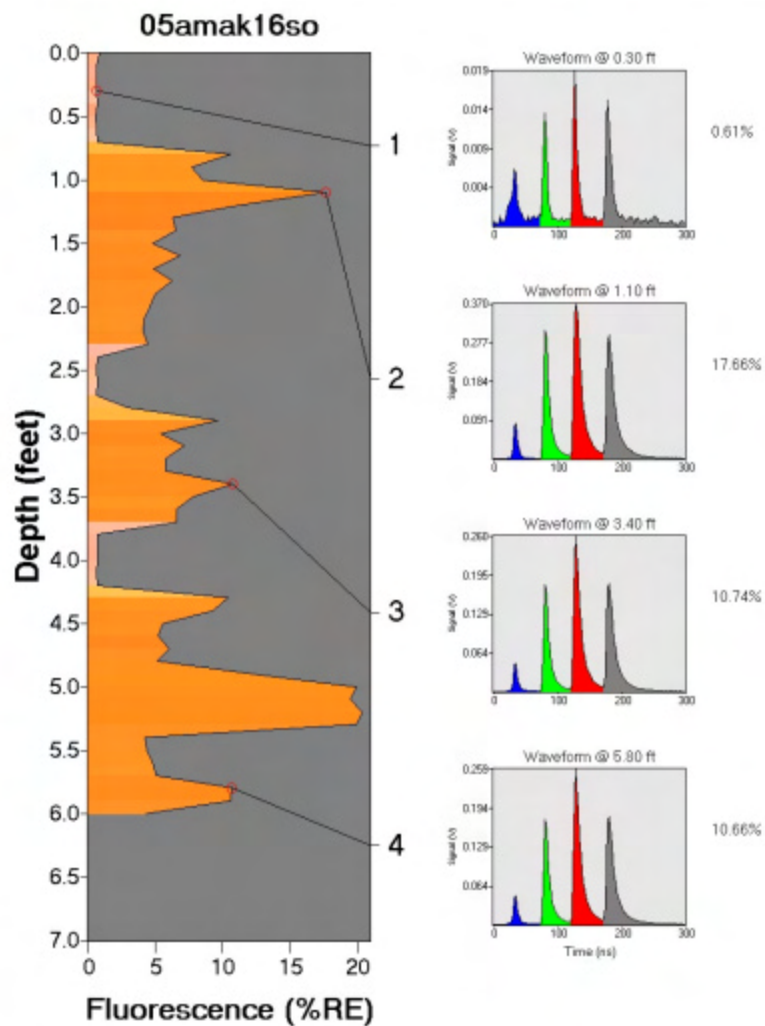 05amak16so
Depth (feet)
0.0
0.5
1.0
1.5
2.0
2.5
3.0
3.5
4.0
4.5
5.0
5.5
6.0
6.5
7.0
0 5 10 15 20
Fluorescence (%RE)
1
2
3
4
Waveform @ 0.30 ft
Signal (V)
0.019
0.014
0.009
0.004
0 100 200 300
0.61%
Waveform @ 1.10 ft
Signal (V)
0.370
0.277
0.184
0.091
0 100 200 300
17.66%
Waveform @ 3.40 ft
Signal (V)
0.260
0.195
0.129
0.064
0 100 200 300
10.74%
Waveform @ 5.80 ft
Signal (V)
0.259
0.194
0.129
0.064
0 100 200 300
Time (ns)
10.66%